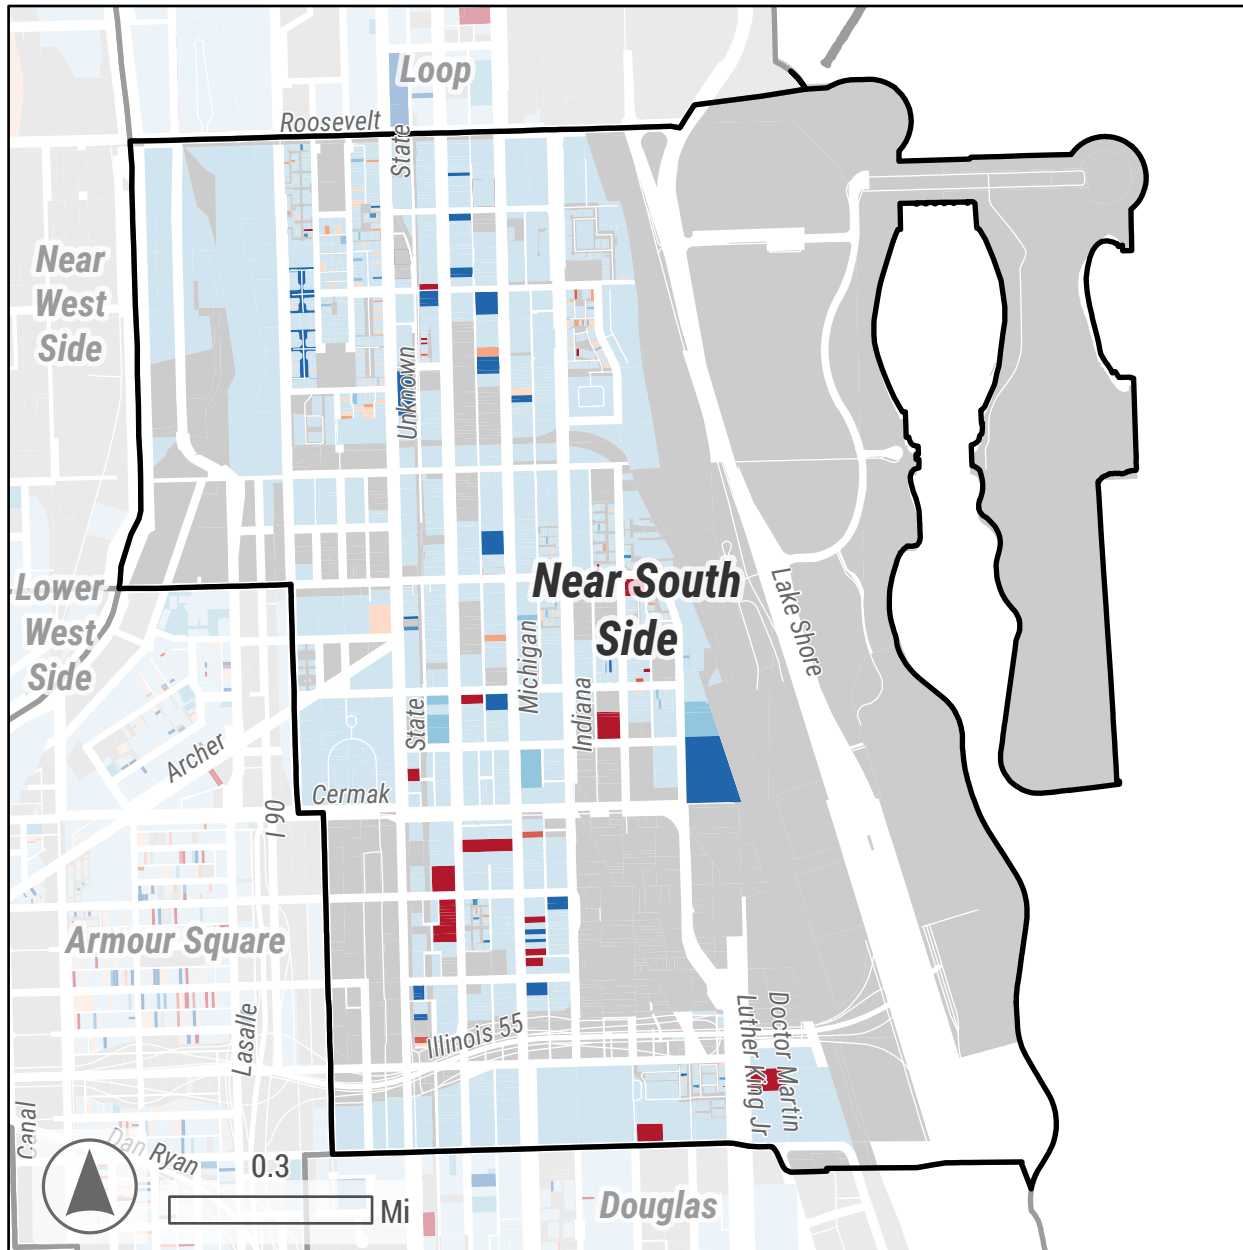 Loop
Roosevelt
State
Near
West
Side
Unknown
Near South
Side
Lower
West
Side
Lake Shore
Michigan
Indiana
State
Archer
Cermak
I 90
Armour Square
Illinois 55
Lasalle
Doctor Martin
Luther King Jr
Canal
Dan Ryan
0.3
Mi
Douglas